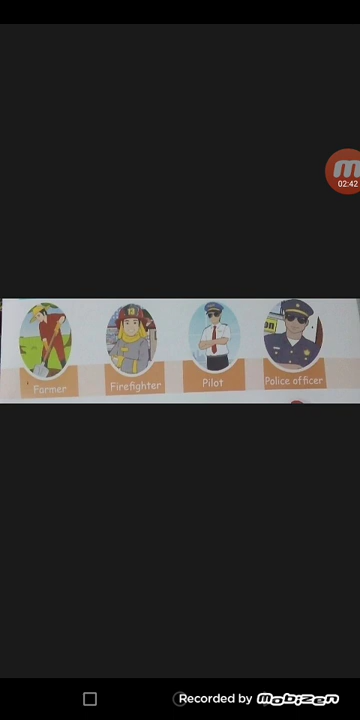 02:42
Farmer
Firefighter
Pilot
Police officer
Recorded by Mobizen